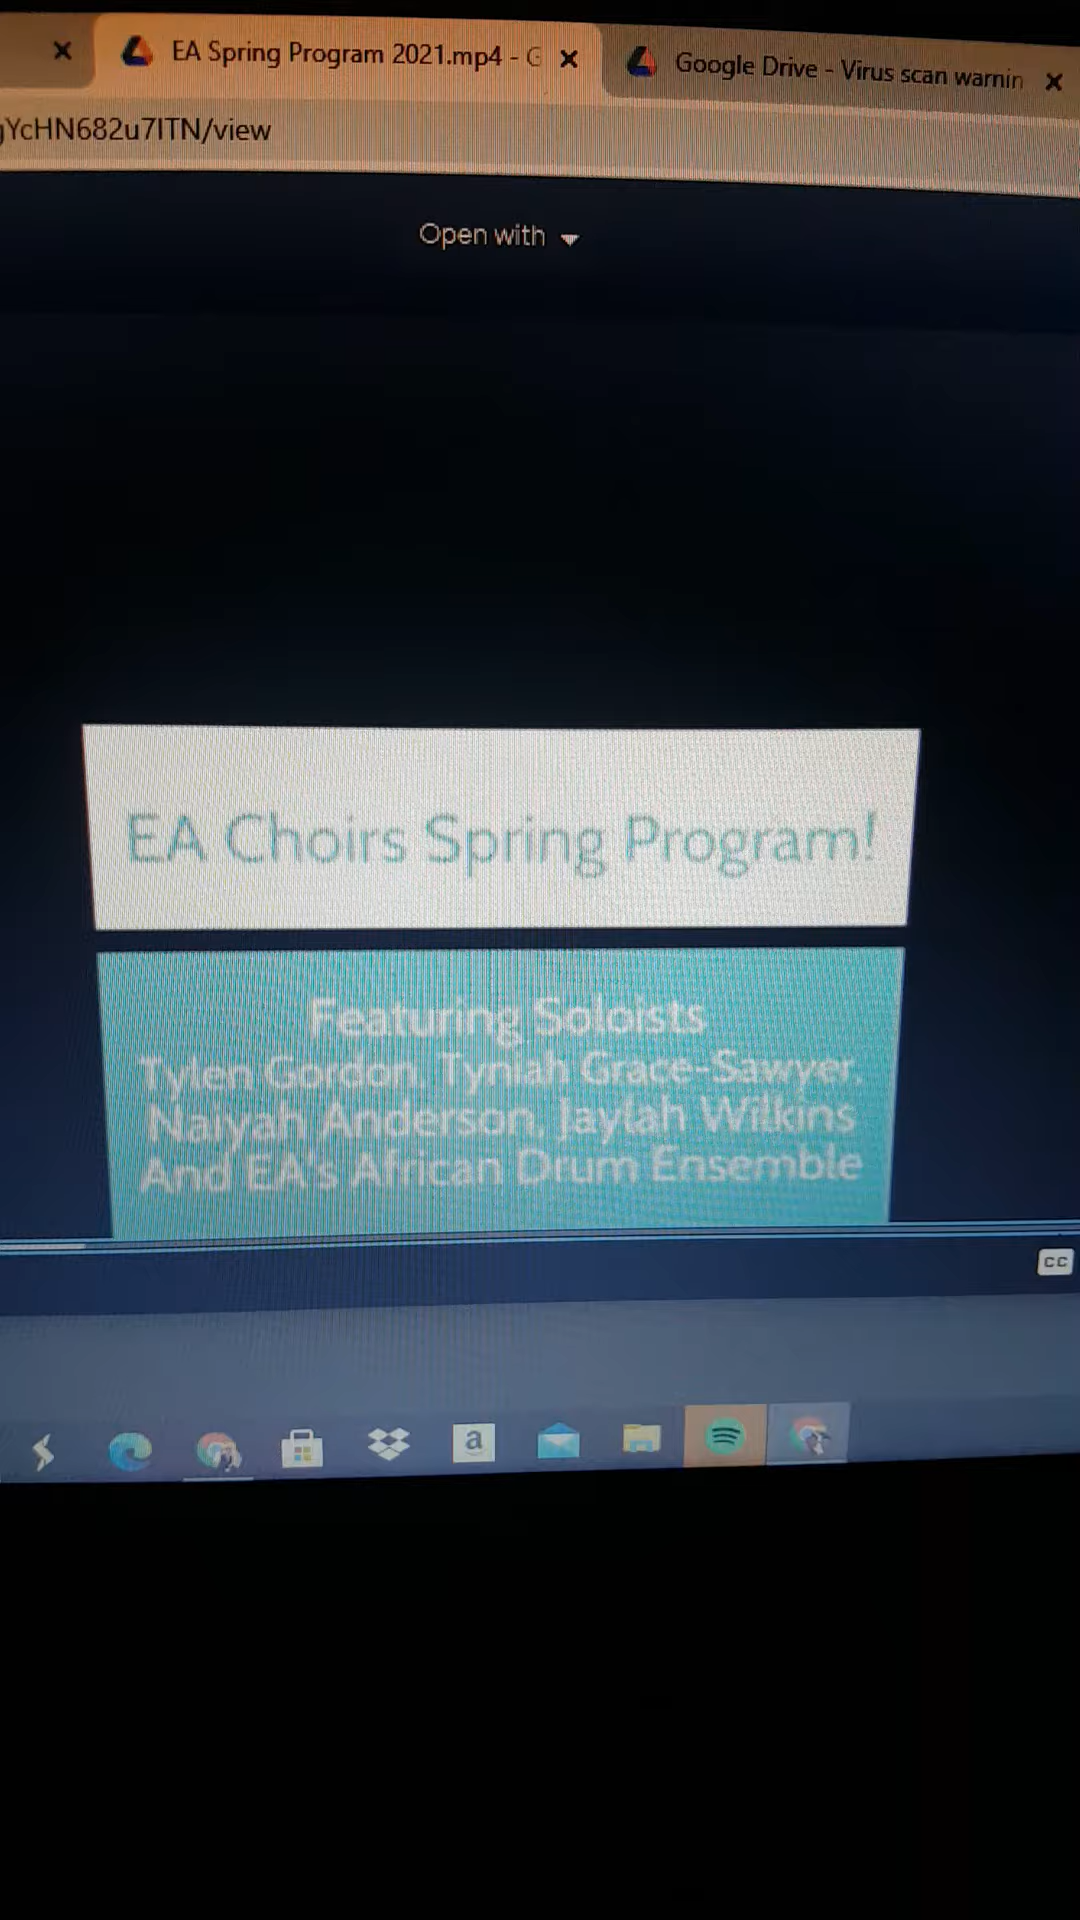 EA Spring Program 2021.mp4 - G
Google Drive - Virus scan warnin
YcHN682u7ITN/view
Open with
EA Choirs Spring Program!
Featuring Soloists
Tylen Gordon, Tyniah Grace-Sawyer,
Naiyah Anderson, Jaylah Wilkins
And EA's African Drum Ensemble
CC
a